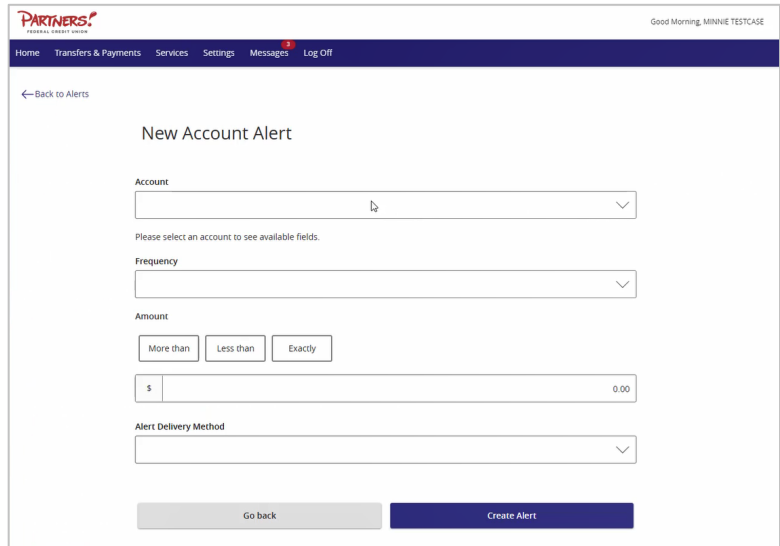 PARTNERS!
FEDERAL CREDIT UNION
Good Morning, MINNIE TESTCASE
Home Transfers & Payments Services Settings Messages 3 Log Off
Back to Alerts
New Account Alert
Account
Please select an account to see available fields.
Frequency
Amount
More than Less than Exactly
$ 0.00
Alert Delivery Method
Go back Create Alert